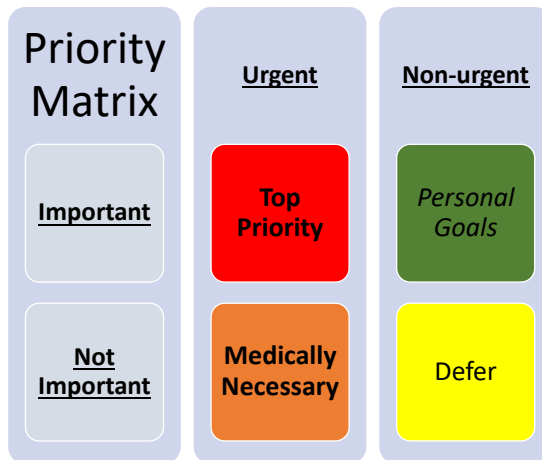 Priority
Matrix
Urgent
Non-urgent
Important
Top
Priority
Personal
Goals
Not
Important
Medically
Necessary
Defer